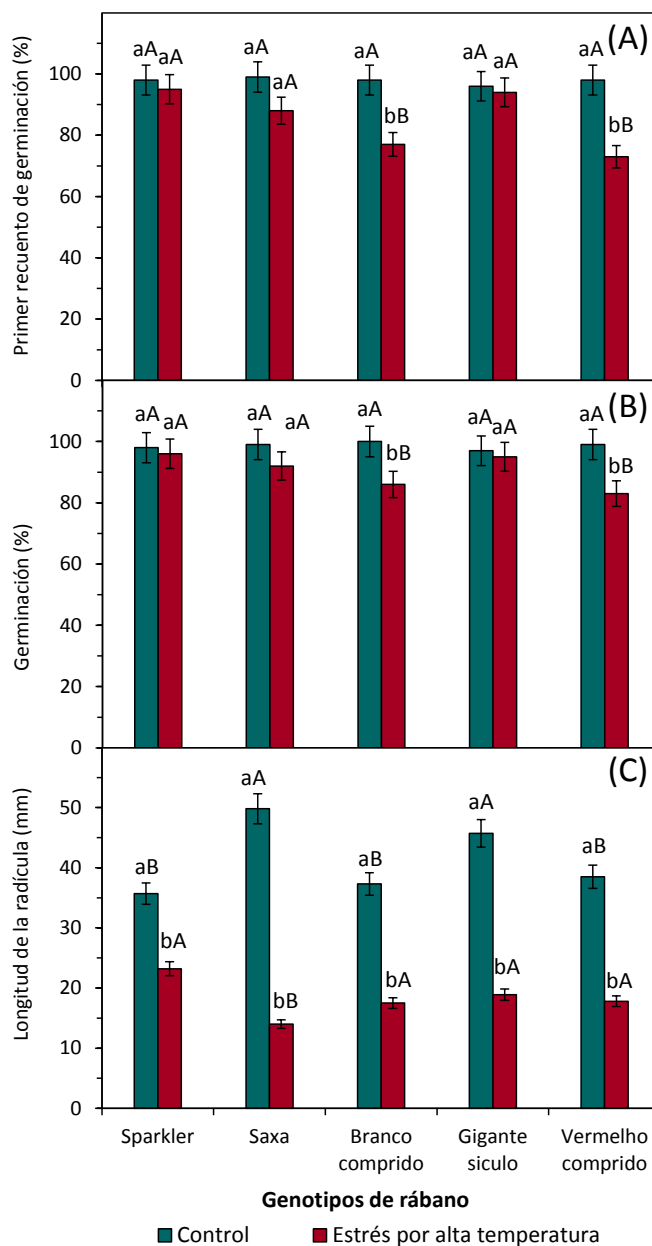 (A)
Primer recuento de germinación (%)
100
80
60
40
20
0
aA aA aA aA aA bB aA aA aA bB
(B)
Germinación (%)
100
80
60
40
20
0
aA aA aA aA aA bB aA aA aA bB
(C)
Longitud de la radícula (mm)
50
40
30
20
10
0
aB bA aA bB aB bA aA bA aB bA
Sparkler Saxa Branco Gigante Vermelho
comprido siculo comprido
Genotipos de rábano
Control Estrés por alta temperatura